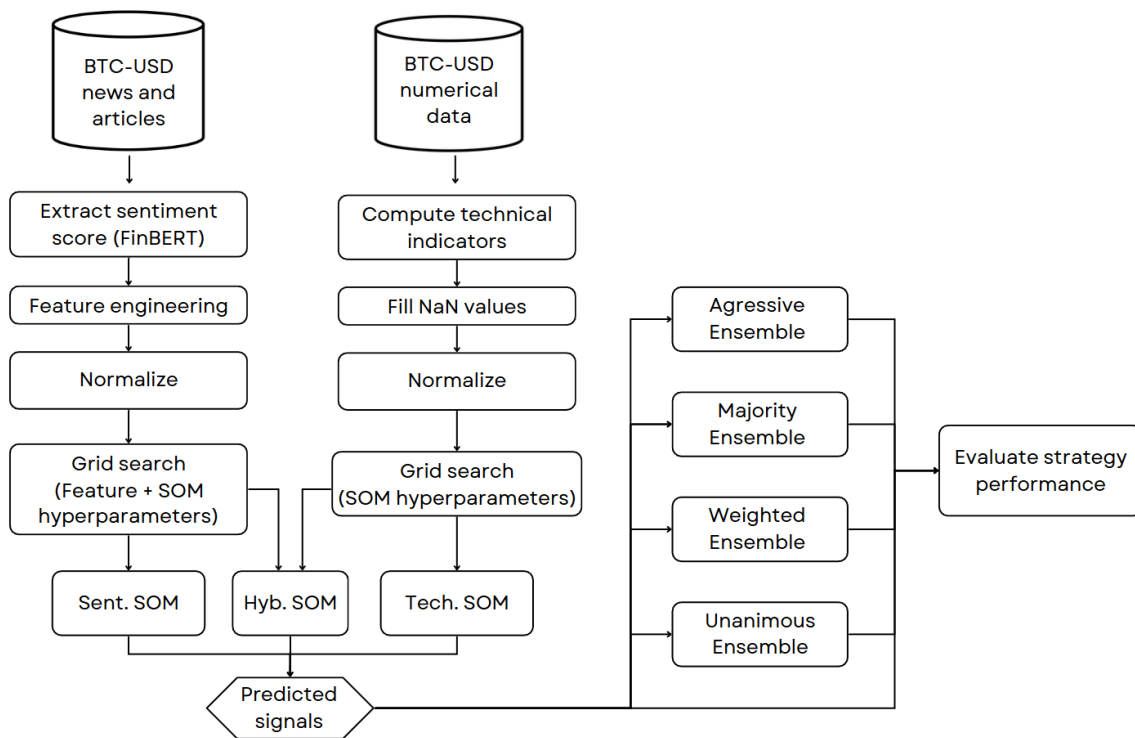 BTC-USD
news and
articles
BTC-USD
numerical
data
Extract sentiment
score (FinBERT)
Compute technical
indicators
Feature engineering
Fill NaN values
Normalize
Normalize
Grid search
(Feature + SOM
hyperparameters)
Grid search
(SOM hyperparameters)
Sent. SOM
Hyb. SOM
Tech. SOM
Predicted
signals
Agressive
Ensemble
Majority
Ensemble
Weighted
Ensemble
Unanimous
Ensemble
Evaluate strategy
performance